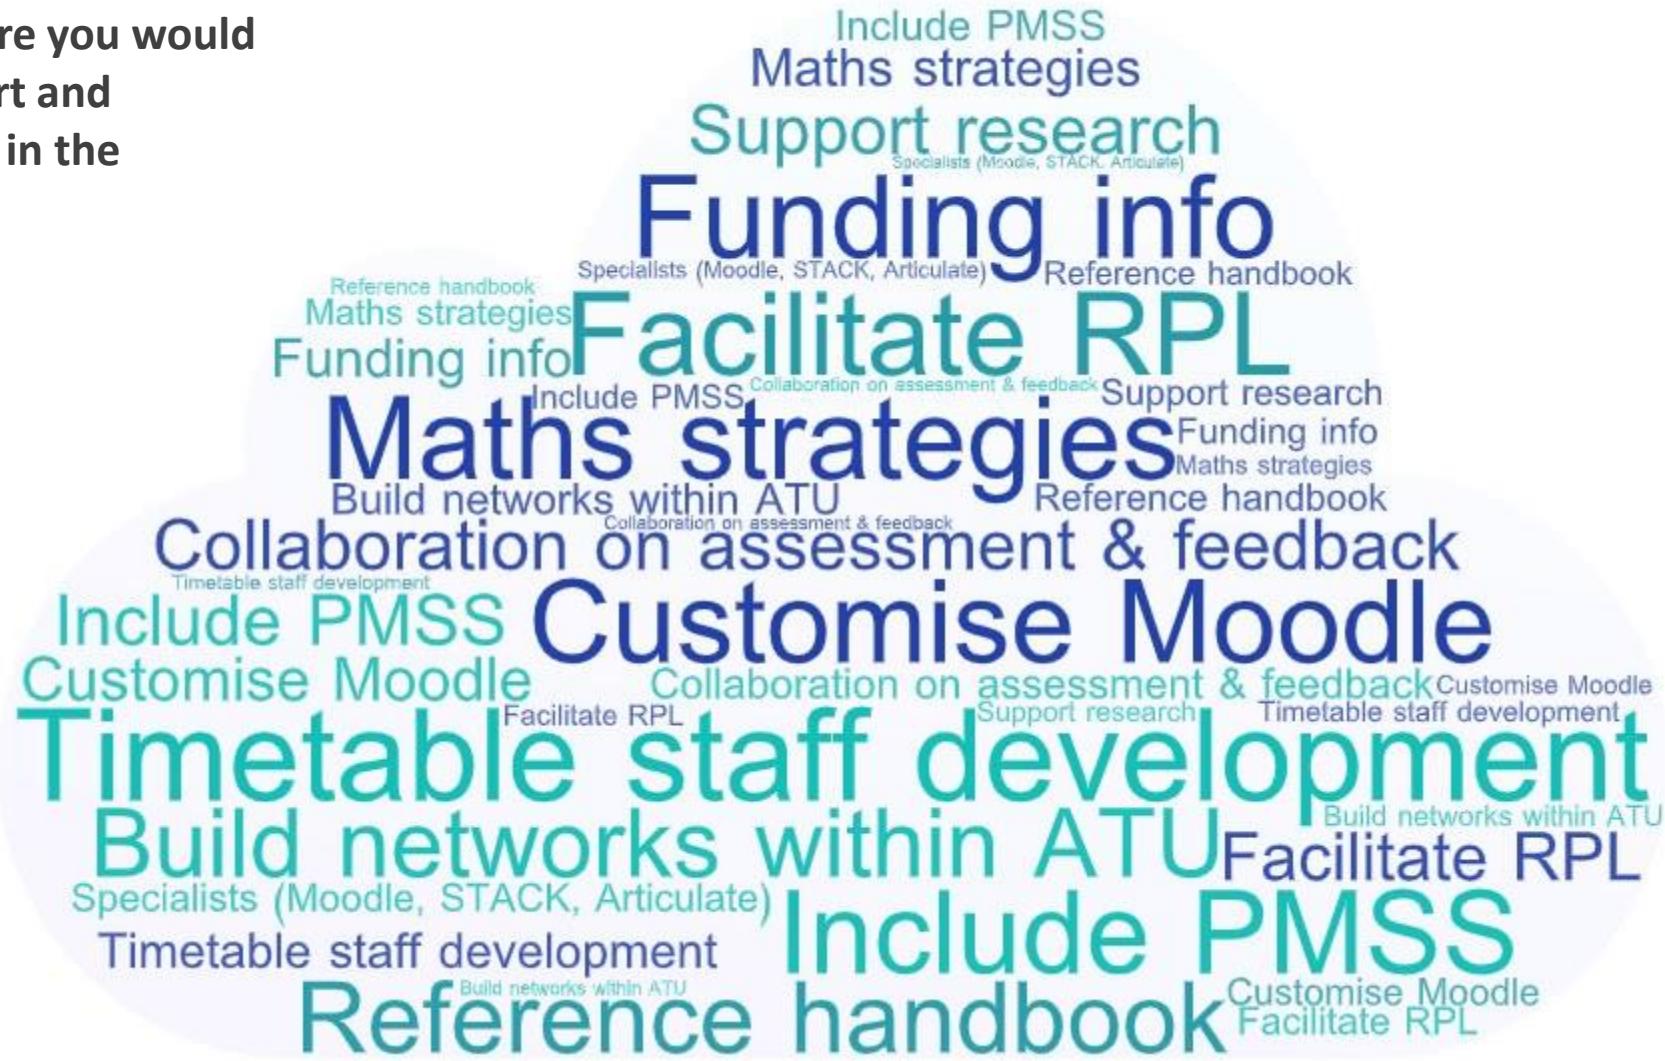 re you would
rt and
in the
Include PMSS
Maths strategies
Support research
Specialists (Moodle, STACK, Articulate)
Funding info
Specialists (Moodle, STACK, Articulate)
Reference handbook
Reference handbook
Maths strategies
Funding info
Facilitate RPL
Include PMSS
Collaboration on assessment & feedback
Support research
Maths strategies
Funding info
Maths strategies
Build networks within ATU
Reference handbook
Collaboration on assessment & feedback
Collaboration on assessment & feedback
Timetable staff development
Include PMSS
Customise Moodle
Customise Moodle
Collaboration on assessment & feedback
Customise Moodle
Facilitate RPL
Support research
Timetable staff development
Timetable staff development
Build networks within ATU
Build networks within ATU
Facilitate RPL
Specialists (Moodle, STACK, Articulate)
Include PMSS
Timetable staff development
Build networks within ATU
Reference handbook
Customise Moodle
Facilitate RPL